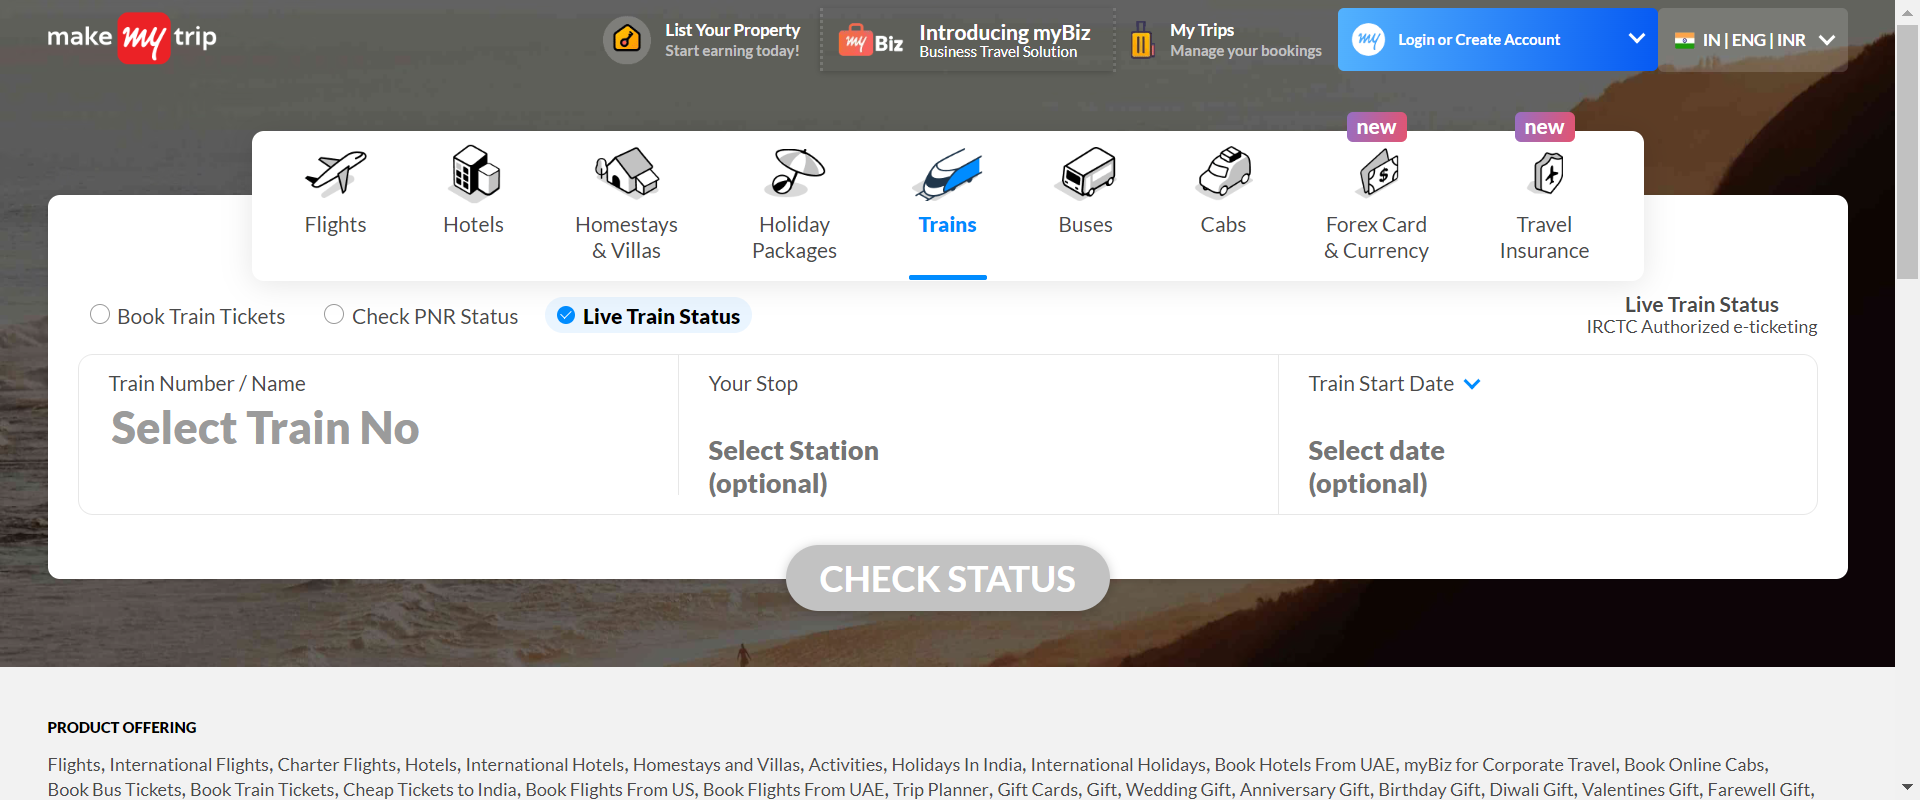 make my trip
List Your Property
Start earning today!
my Biz
Introducing myBiz
Business Travel Solution
My Trips
Manage your bookings
my
Login or Create Account
IN | ENG | INR
new
new
Flights
Hotels
Homestays
& Villas
Holiday
Packages
Trains
Buses
Cabs
Forex Card
& Currency
Travel
Insurance
Book Train Tickets
Check PNR Status
Live Train Status
Live Train Status
IRCTC Authorized e-ticketing
Train Number / Name
Select Train No
Your Stop
Select Station
(optional)
Train Start Date
Select date
(optional)
CHECK STATUS
PRODUCT OFFERING
Flights, International Flights, Charter Flights, Hotels, International Hotels, Homestays and Villas, Activities, Holidays In India, International Holidays, Book Hotels From UAE, myBiz for Corporate Travel, Book Online Cabs,
Book Bus Tickets, Book Train Tickets, Cheap Tickets to India, Book Flights From US, Book Flights From UAE, Trip Planner, Gift Cards, Gift, Wedding Gift, Anniversary Gift, Birthday Gift, Diwali Gift, Valentines Gift, Farewell Gift,